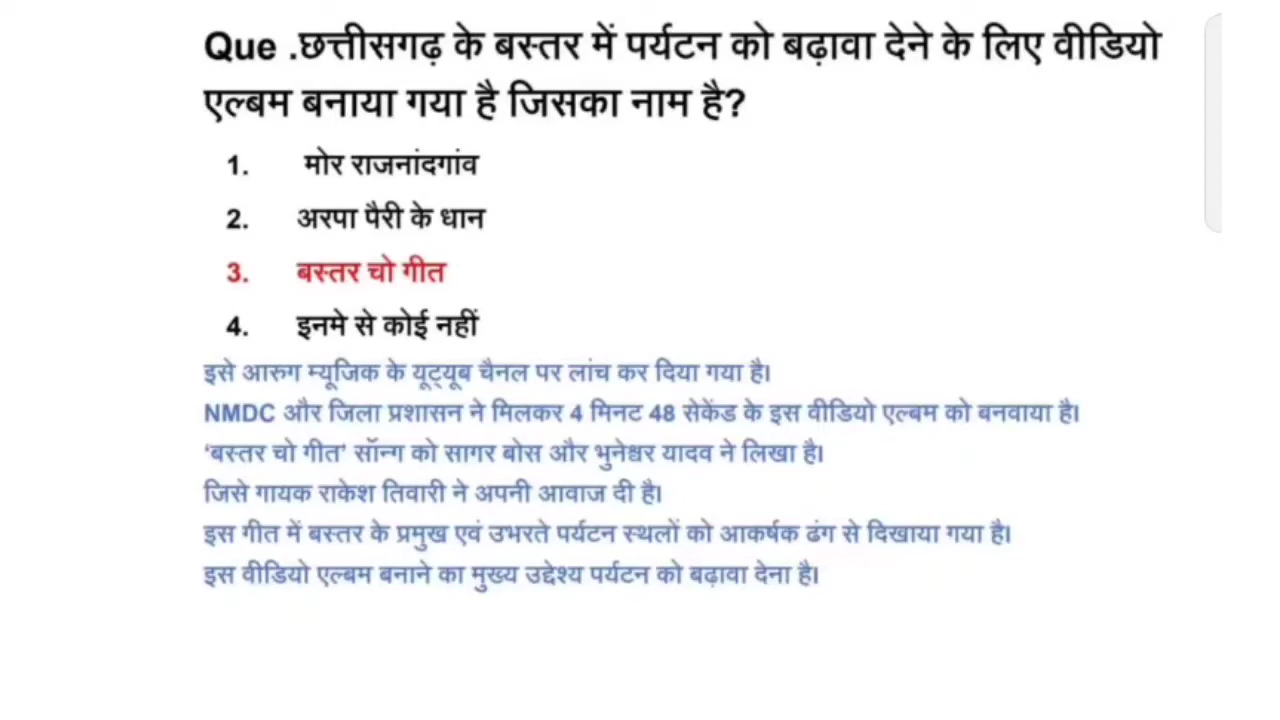 Que .छत्तीसगढ़ के बस्तर में पर्यटन को बढ़ावा देने के लिए वीडियो
एल्बम बनाया गया है जिसका नाम है?
1. मोर राजनांदगांव
2. अरपा पैरी के धान
3. बस्तर चो गीत
4. इनमे से कोई नहीं
इसे आरुग म्यूजिक के यूट्यूब चैनल पर लांच कर दिया गया है।
NMDC और जिला प्रशासन ने मिलकर 4 मिनट 48 सेकेंड के इस वीडियो एल्बम को बनवाया है।
‘बस्तर चो गीत’ सॉन्ग को सागर बोस और भुनेश्वर यादव ने लिखा है।
जिसे गायक राकेश तिवारी ने अपनी आवाज दी है।
इस गीत में बस्तर के प्रमुख एवं उभरते पर्यटन स्थलों को आकर्षक ढंग से दिखाया गया है।
इस वीडियो एल्बम बनाने का मुख्य उद्देश्य पर्यटन को बढ़ावा देना है।